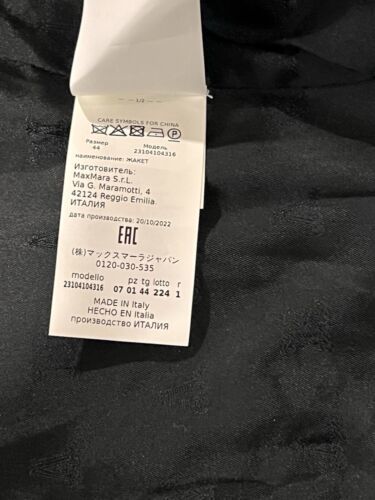 — — 1/2 — —
CARE SYMBOLS FOR CHINA
Размер Модель
44 23104104316
наименование: ЖАКЕТ
Изготовитель:
MaxMara S.r.L.
Via G. Maramotti, 4
42124 Reggio Emilia.
ИТАЛИЯ
дата производства: 20/10/2022
EAC
(株)マックスマーラジャパン
0120-030-535
modello pz tg lotto r
23104104316 07 01 44 224 1
MADE IN Italy
HECHO EN Italia
производство ИТАЛИЯ